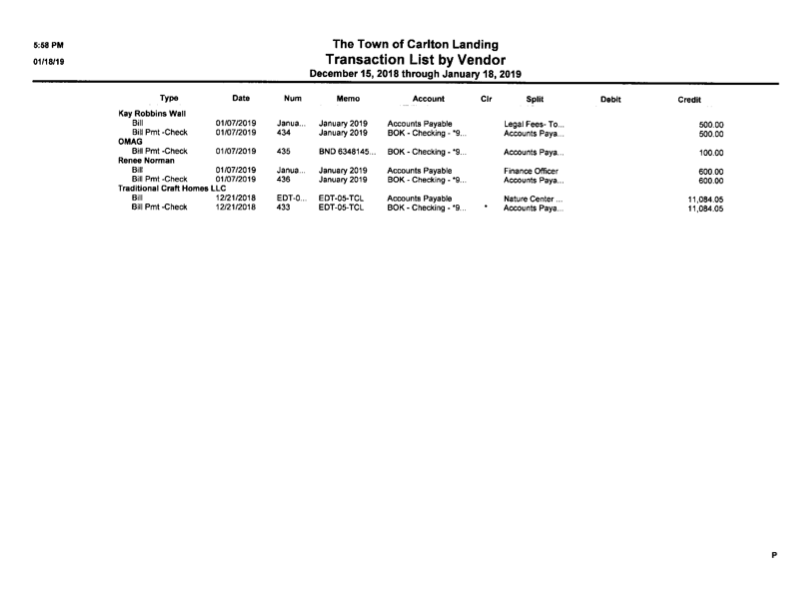 5:58 PM
The Town of Carlton Landing
01/18/19
Transaction List by Vendor
December 15, 2018 through January 18, 2019
Type Date Num Memo Account Clr Split Debit Credit
Kay Robbins Wall
Bill 01/07/2019 Janua... January 2019 Accounts Payable Legal Fees- To... 500.00
Bill Pmt -Check 01/07/2019 434 January 2019 BOK - Checking - *9... Accounts Paya... 500.00
OMAG
Bill Pmt -Check 01/07/2019 435 BND 6348145... BOK - Checking - *9... Accounts Paya... 100.00
Renee Norman
Bill 01/07/2019 Janua... January 2019 Accounts Payable Finance Officer 600.00
Bill Pmt -Check 01/07/2019 436 January 2019 BOK - Checking - *9... Accounts Paya... 600.00
Traditional Craft Homes LLC
Bill 12/21/2018 EDT-0... EDT-05-TCL Accounts Payable Nature Center ... 11,084.05
Bill Pmt -Check 12/21/2018 433 EDT-05-TCL BOK - Checking - *9... * Accounts Paya... 11,084.05
P